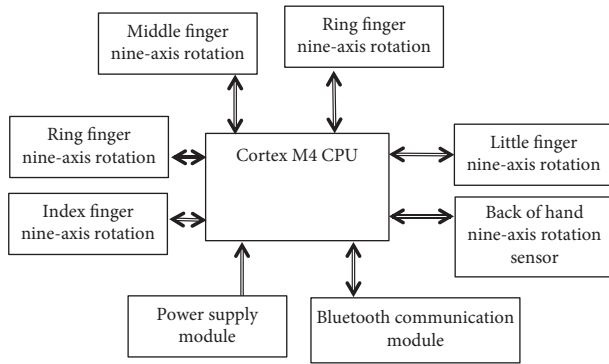 Middle finger
nine-axis rotation
Ring finger
nine-axis rotation
Ring finger
nine-axis rotation
Cortex M4 CPU
Little finger
nine-axis rotation
Index finger
nine-axis rotation
Back of hand
nine-axis rotation
sensor
Power supply
module
Bluetooth communication
module